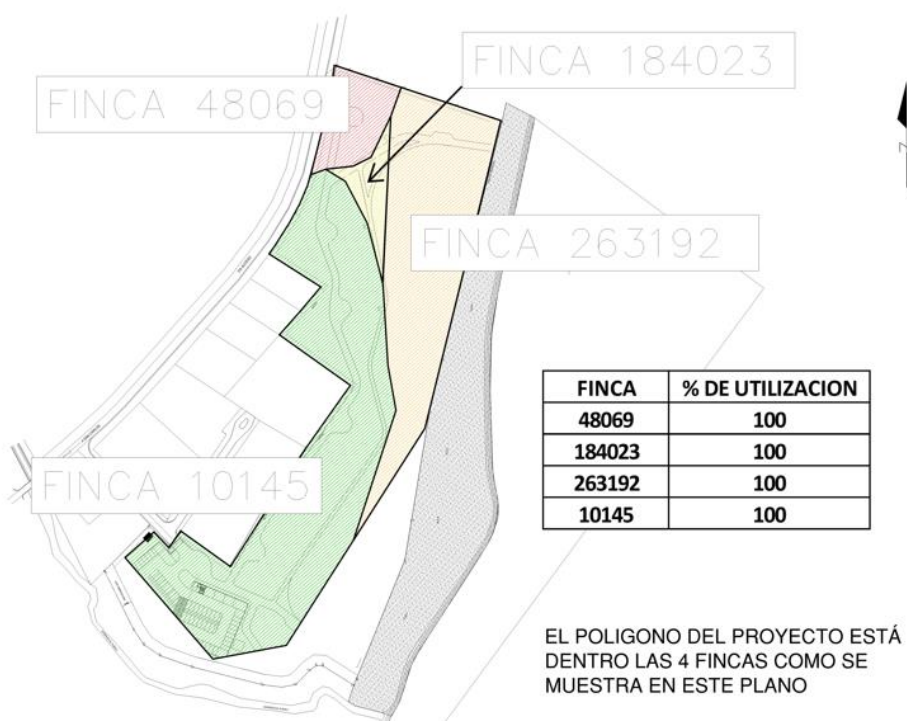 FINCA 184023
FINCA 48069
FINCA 263192
FINCA 10145
FINCA % DE UTILIZACION
48069 100
184023 100
263192 100
10145 100
EL POLIGONO DEL PROYECTO ESTÁ
DENTRO LAS 4 FINCAS COMO SE
MUESTRA EN ESTE PLANO